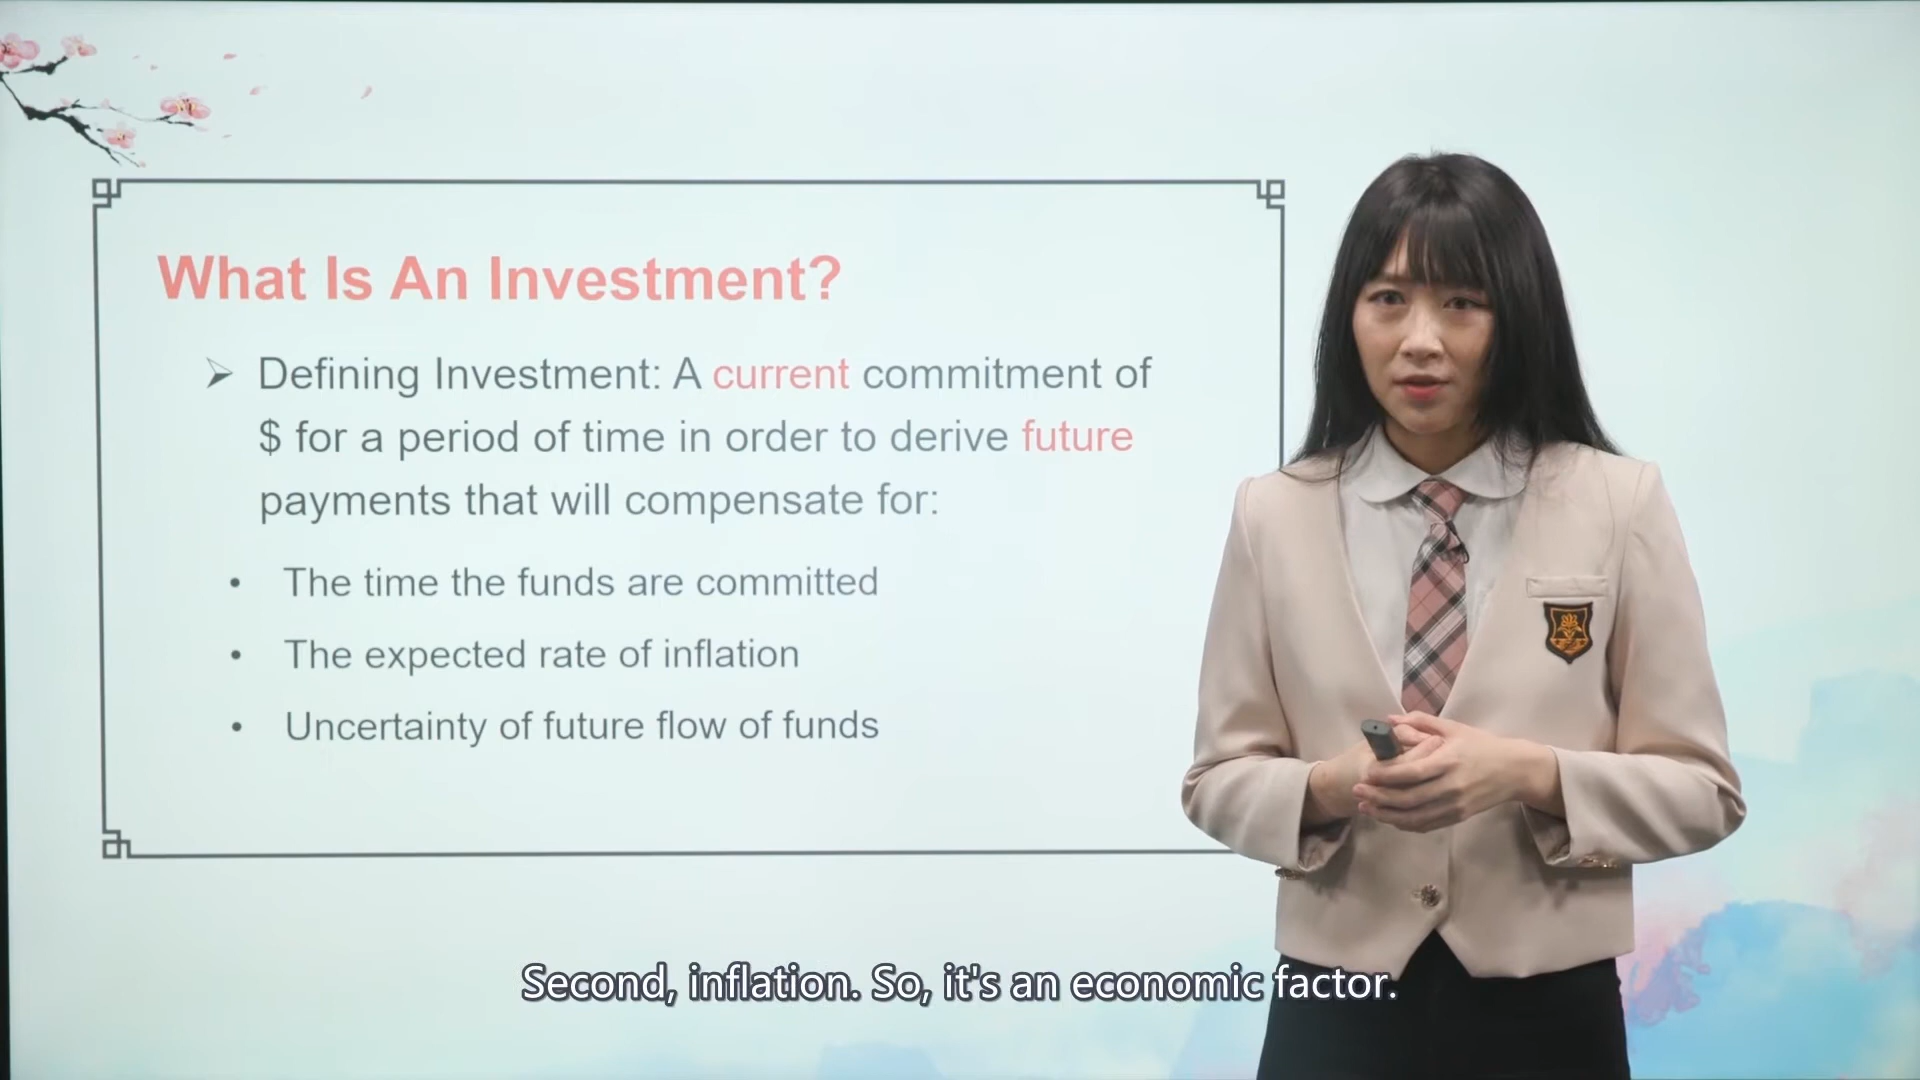 What Is An Investment?
➢ Defining Investment: A current commitment of
$ for a period of time in order to derive future
payments that will compensate for:
• The time the funds are committed
• The expected rate of inflation
• Uncertainty of future flow of funds
Second, inflation. So, it's an economic factor.